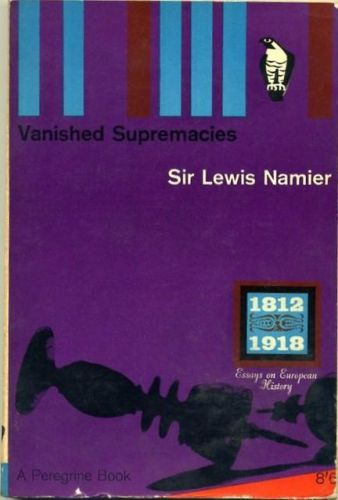 Vanished Supremacies
Sir Lewis Namier
1812
1918
Essays on European
History
A Peregrine Book
8'6